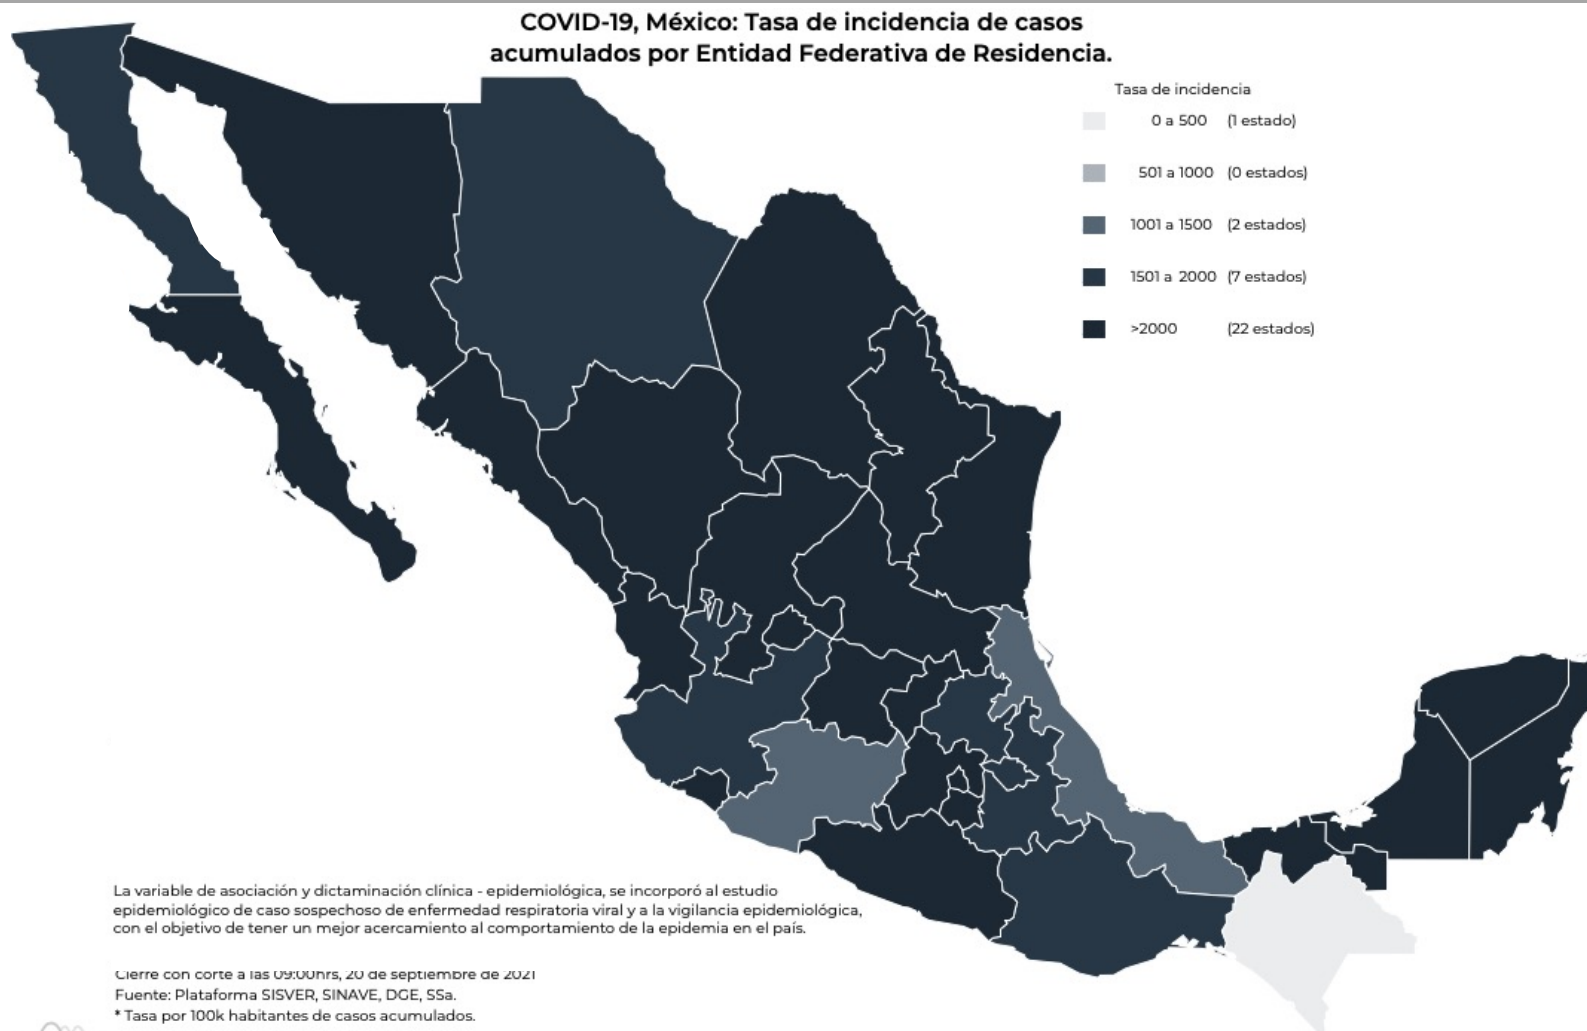 COVID-19, México: Tasa de incidencia de casos
acumulados por Entidad Federativa de Residencia.
Tasa de incidencia
0 a 500 (1 estado)
501 a 1000 (0 estados)
1001 a 1500 (2 estados)
1501 a 2000 (7 estados)
>2000 (22 estados)
La variable de asociación y dictaminación clínica - epidemiológica, se incorporó al estudio
epidemiológico de caso sospechoso de enfermedad respiratoria viral y a la vigilancia epidemiológica,
con el objetivo de tener un mejor acercamiento al comportamiento de la epidemia en el país.
Cierre con corte a las 09:00hrs, 20 de septiembre de 2021
Fuente: Plataforma SISVER, SINAVE, DGE, SSa.
* Tasa por 100k habitantes de casos acumulados.